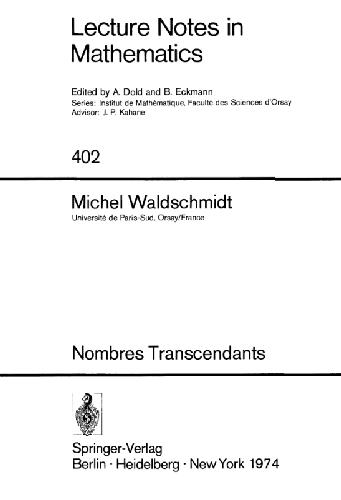 Lecture Notes in
Mathematics
Edited by A. Dold and B. Eckmann
Series: Institut de Mathématique, Faculté des Sciences d'Orsay
Advisor: J. P. Kahane
402
Michel Waldschmidt
Université de Paris-Sud, Orsay/France
Nombres Transcendants
Springer-Verlag
Berlin · Heidelberg · New York 1974